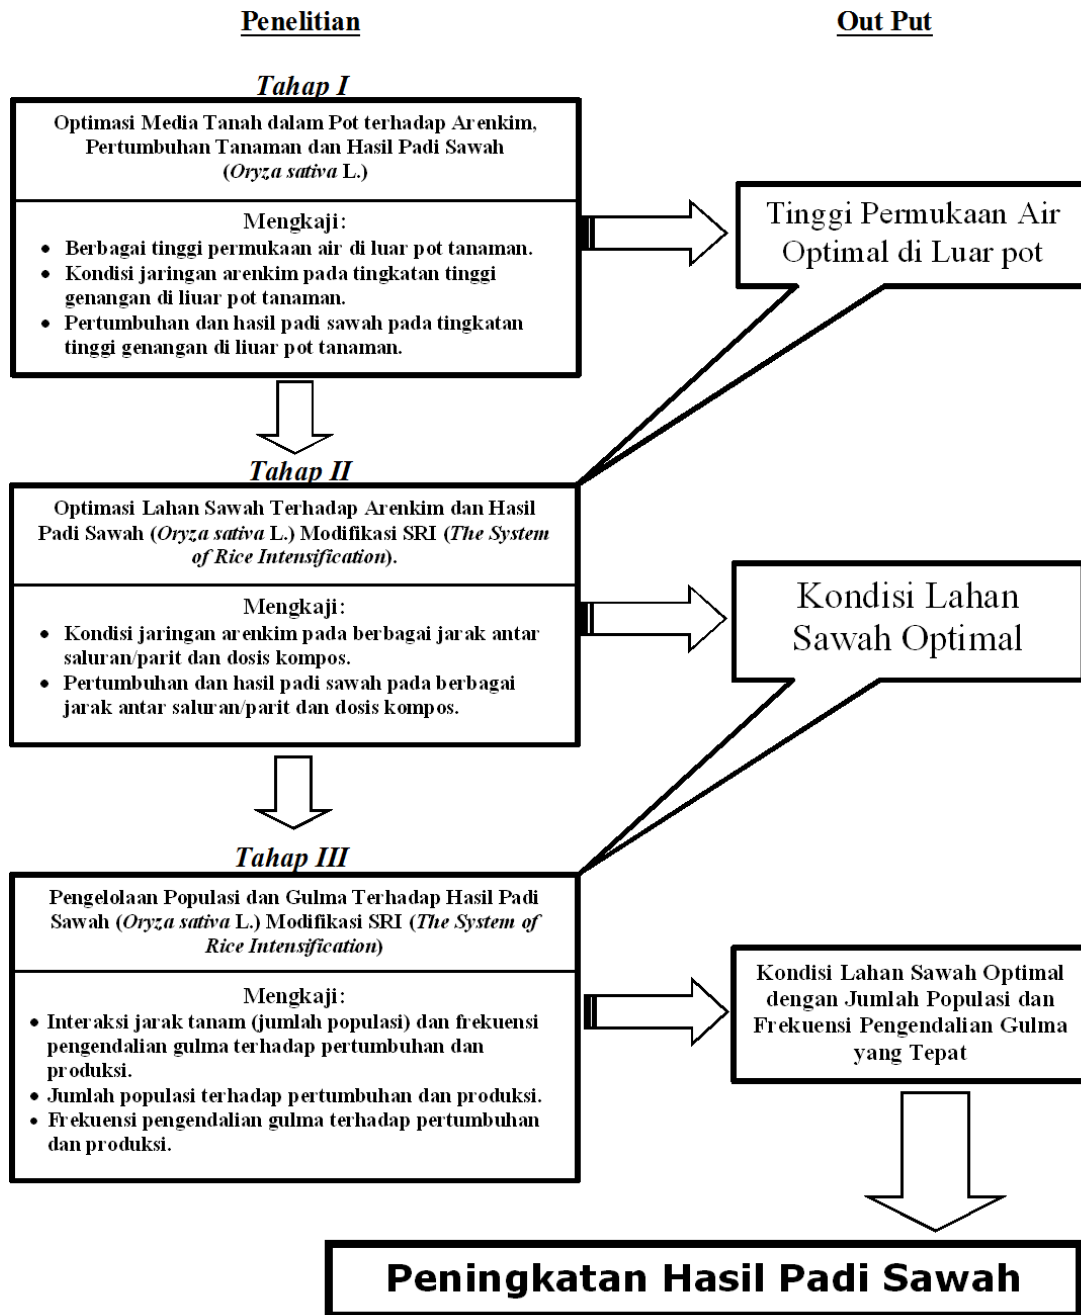 Penelitian
Out Put
Tahap I
Optimasi Media Tanah dalam Pot terhadap Arenkim,
Pertumbuhan Tanaman dan Hasil Padi Sawah
(Oryza sativa L.)
Mengkaji:
• Berbagai tinggi permukaan air di luar pot tanaman.
• Kondisi jaringan arenkim pada tingkatan tinggi
genangan di liuar pot tanaman.
• Pertumbuhan dan hasil padi sawah pada tingkatan
tinggi genangan di liuar pot tanaman.
Tinggi Permukaan Air
Optimal di Luar pot
Tahap II
Optimasi Lahan Sawah Terhadap Arenkim dan Hasil
Padi Sawah (Oryza sativa L.) Modifikasi SRI (The System
of Rice Intensification).
Mengkaji:
• Kondisi jaringan arenkim pada berbagai jarak antar
saluran/parit dan dosis kompos.
• Pertumbuhan dan hasil padi sawah pada berbagai
jarak antar saluran/parit dan dosis kompos.
Kondisi Lahan
Sawah Optimal
Tahap III
Pengelolaan Populasi dan Gulma Terhadap Hasil Padi
Sawah (Oryza sativa L.) Modifikasi SRI (The System of
Rice Intensification)
Mengkaji:
• Interaksi jarak tanam (jumlah populasi) dan frekuensi
pengendalian gulma terhadap pertumbuhan dan
produksi.
• Jumlah populasi terhadap pertumbuhan dan produksi.
• Frekuensi pengendalian gulma terhadap pertumbuhan
dan produksi.
Kondisi Lahan Sawah Optimal
dengan Jumlah Populasi dan
Frekuensi Pengendalian Gulma
yang Tepat
Peningkatan Hasil Padi Sawah